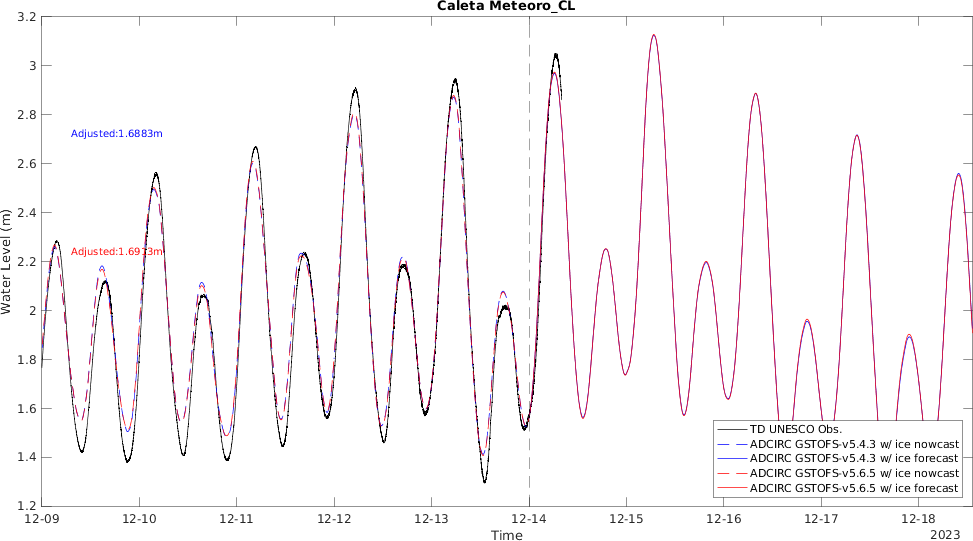 Caleta Meteoro_CL
3.2
3
2.8
2.6
2.4
2.2
2
1.8
1.6
1.4
1.2
Water Level (m)
Adjusted:1.6883m
Adjusted:1.6913m
TD UNESCO Obs.
ADCIRC GSTOFS-v5.4.3 w/ ice nowcast
ADCIRC GSTOFS-v5.4.3 w/ ice forecast
ADCIRC GSTOFS-v5.6.5 w/ ice nowcast
ADCIRC GSTOFS-v5.6.5 w/ ice forecast
12-09 12-10 12-11 12-12 12-13 12-14 12-15 12-16 12-17 12-18
Time
2023